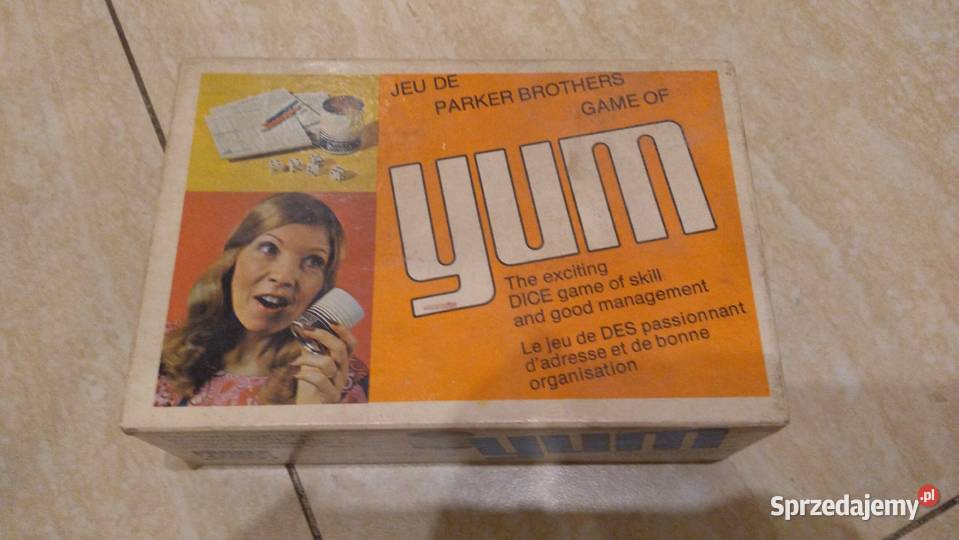 JEU DE
PARKER BROTHERS
GAME OF
yum
The exciting
DICE game of skill
and good management
Le jeu de DES passionnant
d'adresse et de bonne
organisation
yum
Sprzedajemy.pl